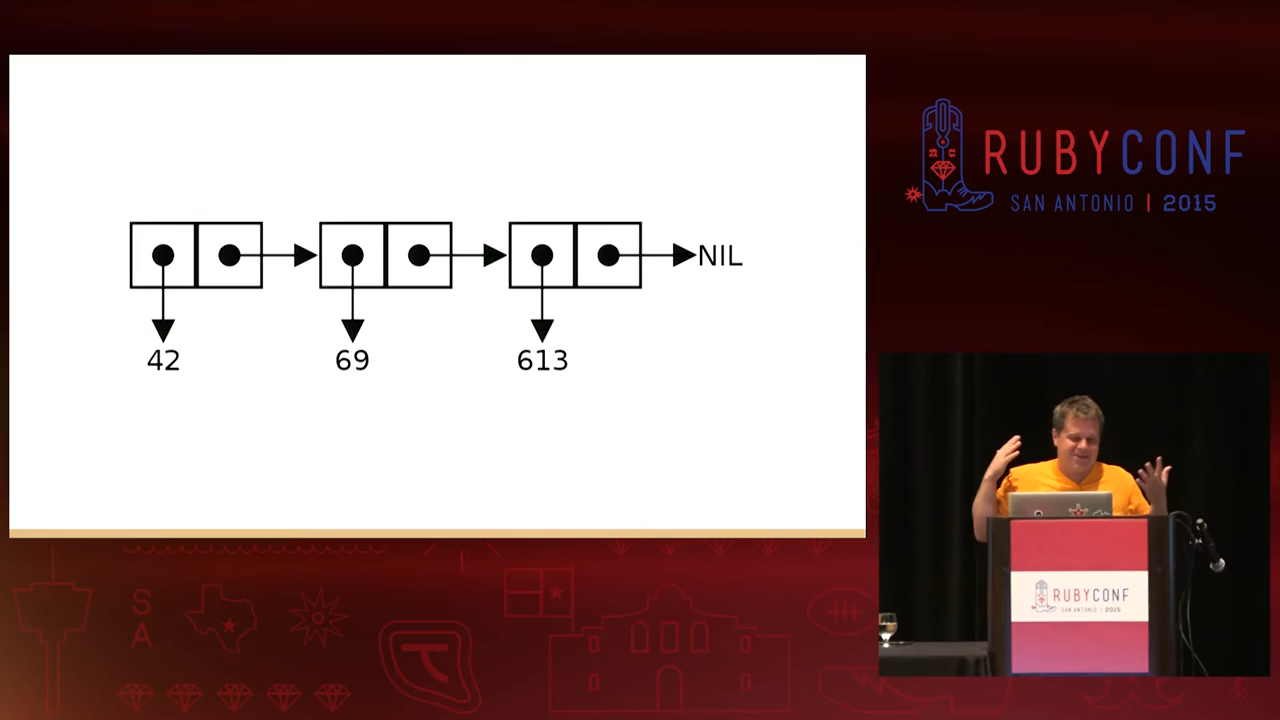 NIL
42 69 613
RUBYCONF
SAN ANTONIO | 2015
RUBYCONF
SAN ANTONIO | 2015
S
A